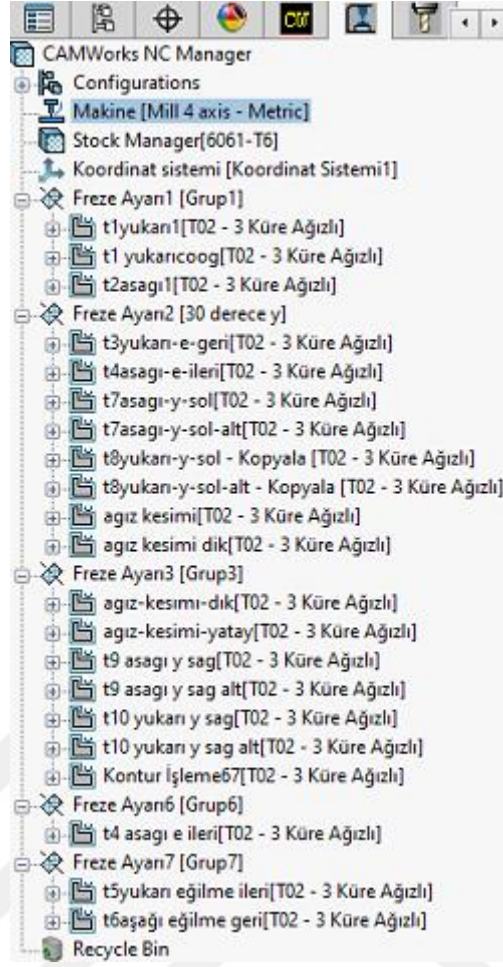 CW
CAMWorks NC Manager
Configurations
Makine [Mill 4 axis - Metric]
Stock Manager[6061-T6]
Koordinat sistemi [Koordinat Sistemi1]
Freze Ayarı1 [Grup1]
t1yukarı1[T02 - 3 Küre Ağızlı]
t1 yukarıcoog[T02 - 3 Küre Ağızlı]
t2asagı1[T02 - 3 Küre Ağızlı]
Freze Ayarı2 [30 derece y]
t3yukarı-e-geri[T02 - 3 Küre Ağızlı]
t4asagı-e-ileri[T02 - 3 Küre Ağızlı]
t7asagı-y-sol[T02 - 3 Küre Ağızlı]
t7asagı-y-sol-alt[T02 - 3 Küre Ağızlı]
t8yukarı-y-sol - Kopyala [T02 - 3 Küre Ağızlı]
t8yukarı-y-sol-alt - Kopyala [T02 - 3 Küre Ağızlı]
agız kesimi[T02 - 3 Küre Ağızlı]
agız kesimi dik[T02 - 3 Küre Ağızlı]
Freze Ayarı3 [Grup3]
agız-kesımı-dık[T02 - 3 Küre Ağızlı]
agız-kesimi-yatay[T02 - 3 Küre Ağızlı]
t9 asagı y sag[T02 - 3 Küre Ağızlı]
t9 asagı y sag alt[T02 - 3 Küre Ağızlı]
t10 yukarı y sag[T02 - 3 Küre Ağızlı]
t10 yukarı y sag alt[T02 - 3 Küre Ağızlı]
Kontur İşleme67[T02 - 3 Küre Ağızlı]
Freze Ayarı6 [Grup6]
t4 asagı e ileri[T02 - 3 Küre Ağızlı]
Freze Ayarı7 [Grup7]
t5yukarı eğilme ileri[T02 - 3 Küre Ağızlı]
t6aşağı eğilme geri[T02 - 3 Küre Ağızlı]
Recycle Bin